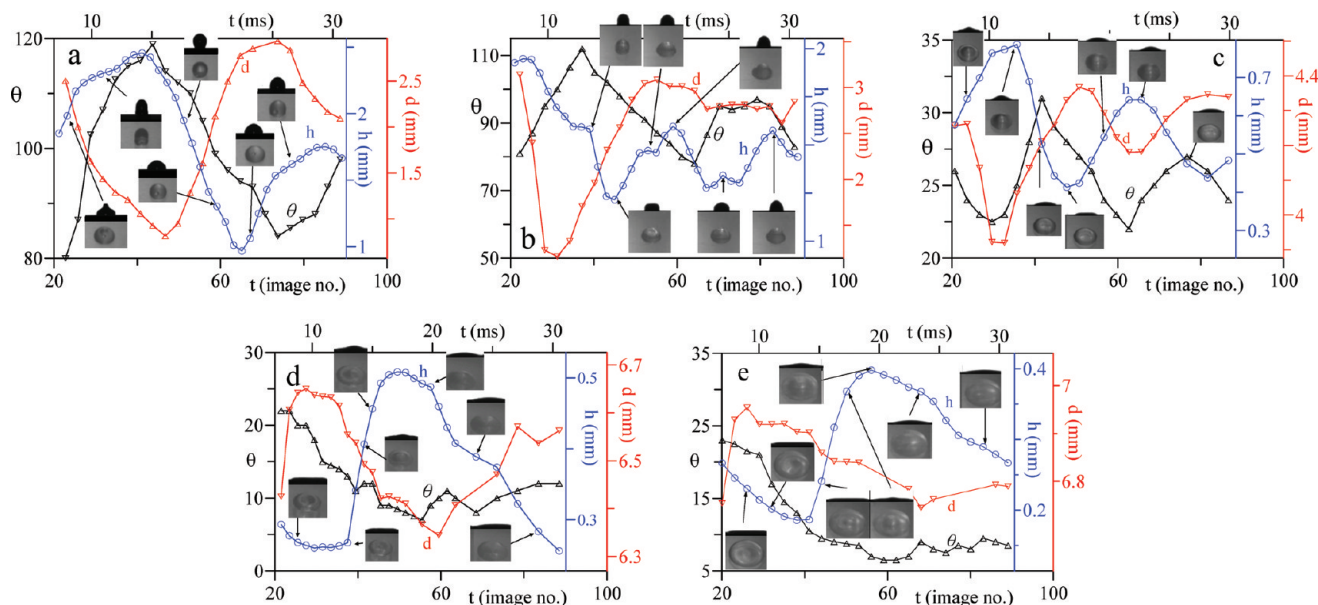 t (ms)
10
30
120
110
100
90
80
θ
a
d
h
θ
2
1
h (mm)
2.5
2
1.5
1
d (mm)
20
60
100
t (image no.)
10
t (ms)
30
110
90
70
50
θ
b
d
h
θ
2
1
h (mm)
3
2
d (mm)
20
60
100
t (image no.)
10
t (ms)
30
35
30
25
20
θ
c
h
d
θ
0.7
0.3
h (mm)
4.4
4
d (mm)
20
60
100
t (image no.)
10
t (ms)
20
30
30
20
10
0
θ
d
h
θ
d
0.5
0.3
h (mm)
6.7
6.5
6.3
d (mm)
20
60
100
t (image no.)
10
20
t (ms)
30
35
25
15
5
θ
e
h
d
θ
0.4
0.2
h (mm)
7
6.8
d (mm)
20
60
100
t (image no.)